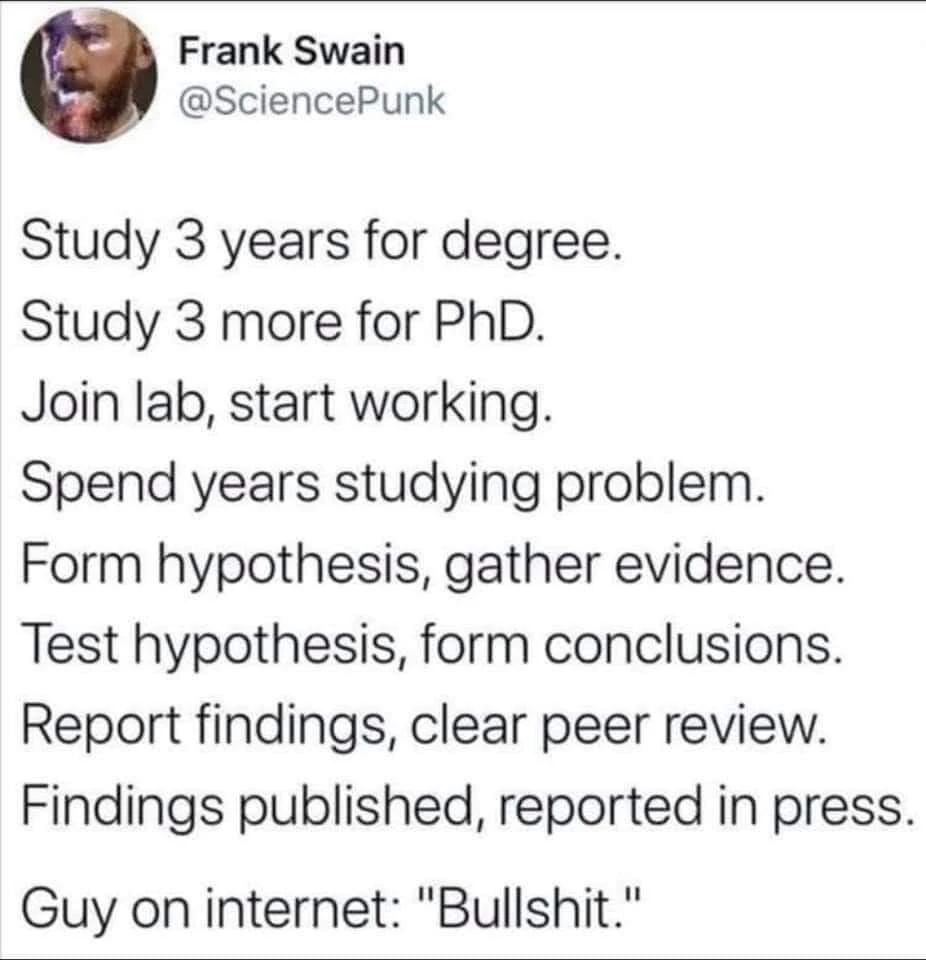 Frank Swain
@SciencePunk
Study 3 years for degree.
Study 3 more for PhD.
Join lab, start working.
Spend years studying problem.
Form hypothesis, gather evidence.
Test hypothesis, form conclusions.
Report findings, clear peer review.
Findings published, reported in press.
Guy on internet: "Bullshit."